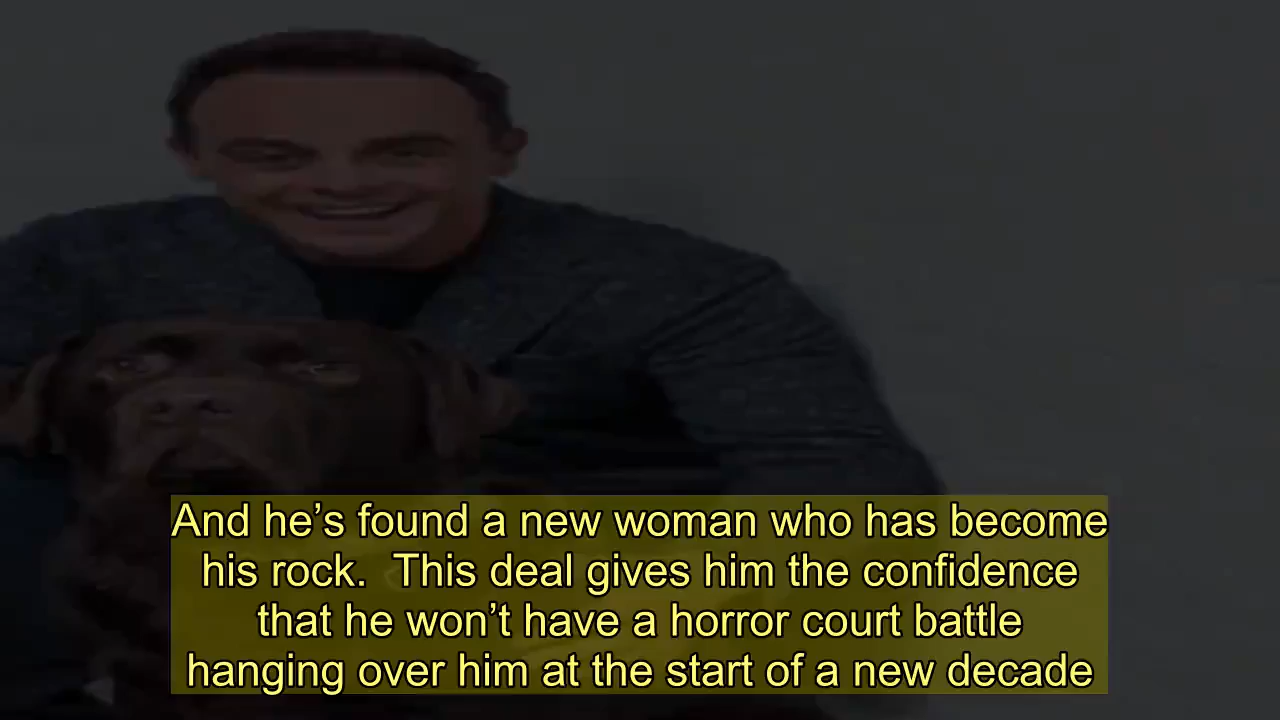 And he’s found a new woman who has become
his rock.  This deal gives him the confidence
that he won’t have a horror court battle
hanging over him at the start of a new decade